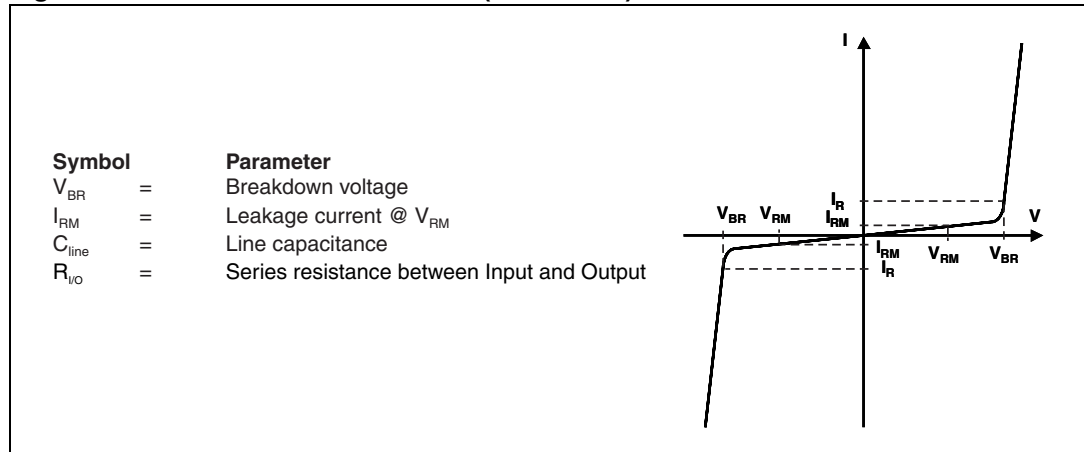 Symbol Parameter
V_BR = Breakdown voltage
I_RM = Leakage current @ V_RM
C_line = Line capacitance
R_I/O = Series resistance between Input and Output
I
I_R
V_BR V_RM I_RM V
I_RM V_RM V_BR
I_R